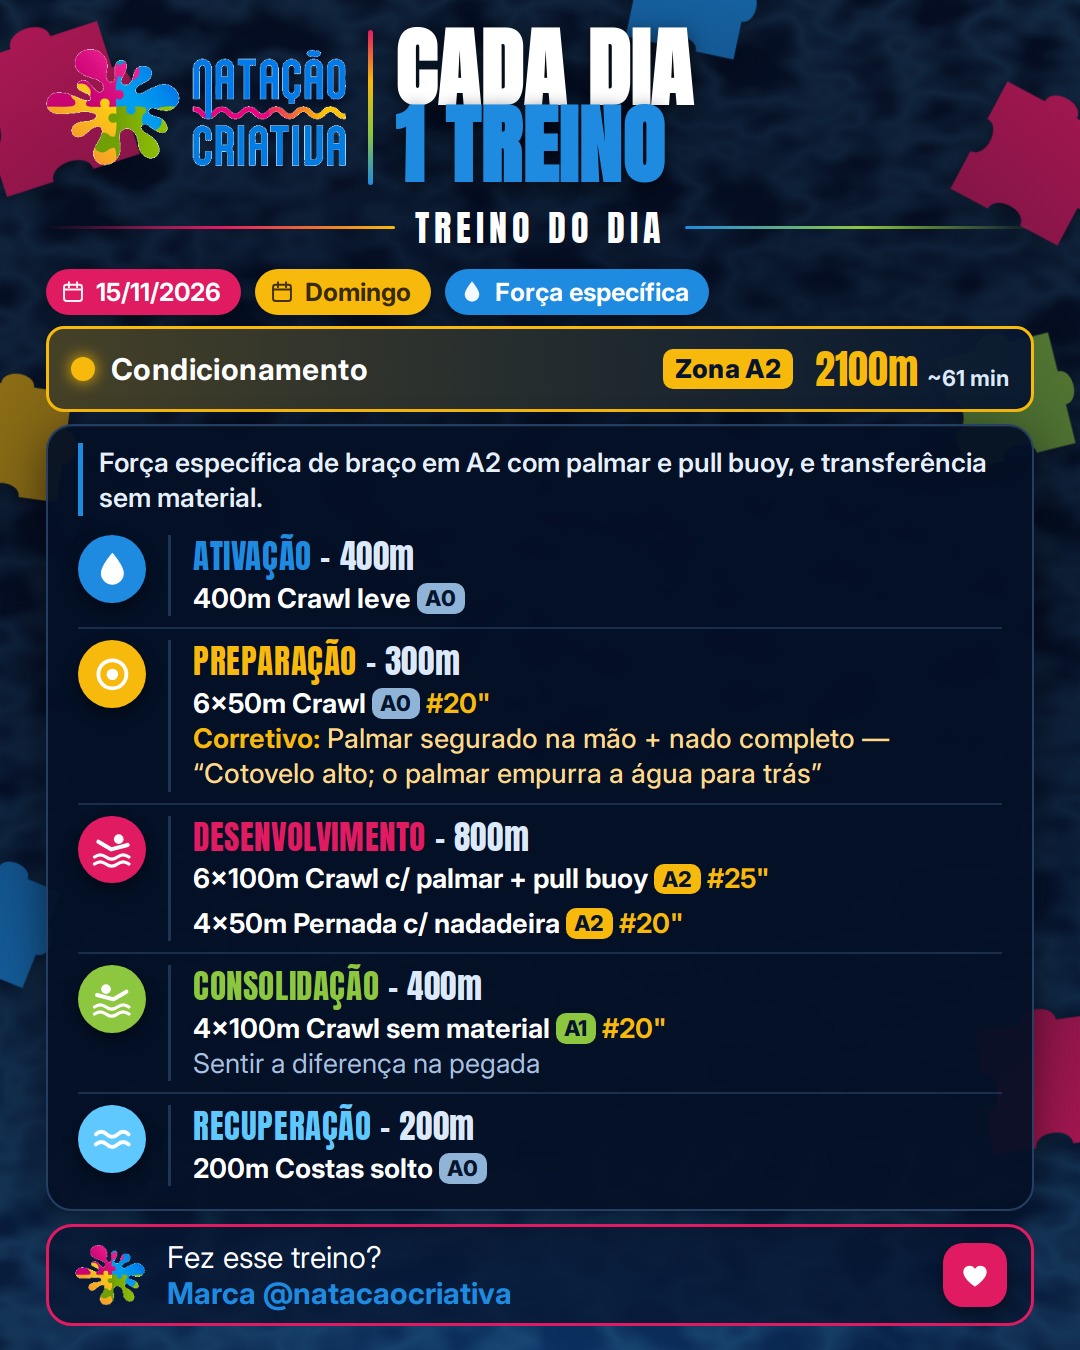 NATAÇÃO
CRIATIVA
CADA DIA
1 TREINO
TREINO DO DIA
15/11/2026
Domingo
Força específica
Condicionamento
Zona A2
2100m ~61 min
Força específica de braço em A2 com palmar e pull buoy, e transferência
sem material.
ATIVAÇÃO - 400m
400m Crawl leve A0
PREPARAÇÃO - 300m
6×50m Crawl A0 #20"
Corretivo: Palmar segurado na mão + nado completo —
“Cotovelo alto; o palmar empurra a água para trás”
DESENVOLVIMENTO - 800m
6×100m Crawl c/ palmar + pull buoy A2 #25"
4×50m Pernada c/ nadadeira A2 #20"
CONSOLIDAÇÃO - 400m
4×100m Crawl sem material A1 #20"
Sentir a diferença na pegada
RECUPERAÇÃO - 200m
200m Costas solto A0
Fez esse treino?
Marca @natacaocriativa